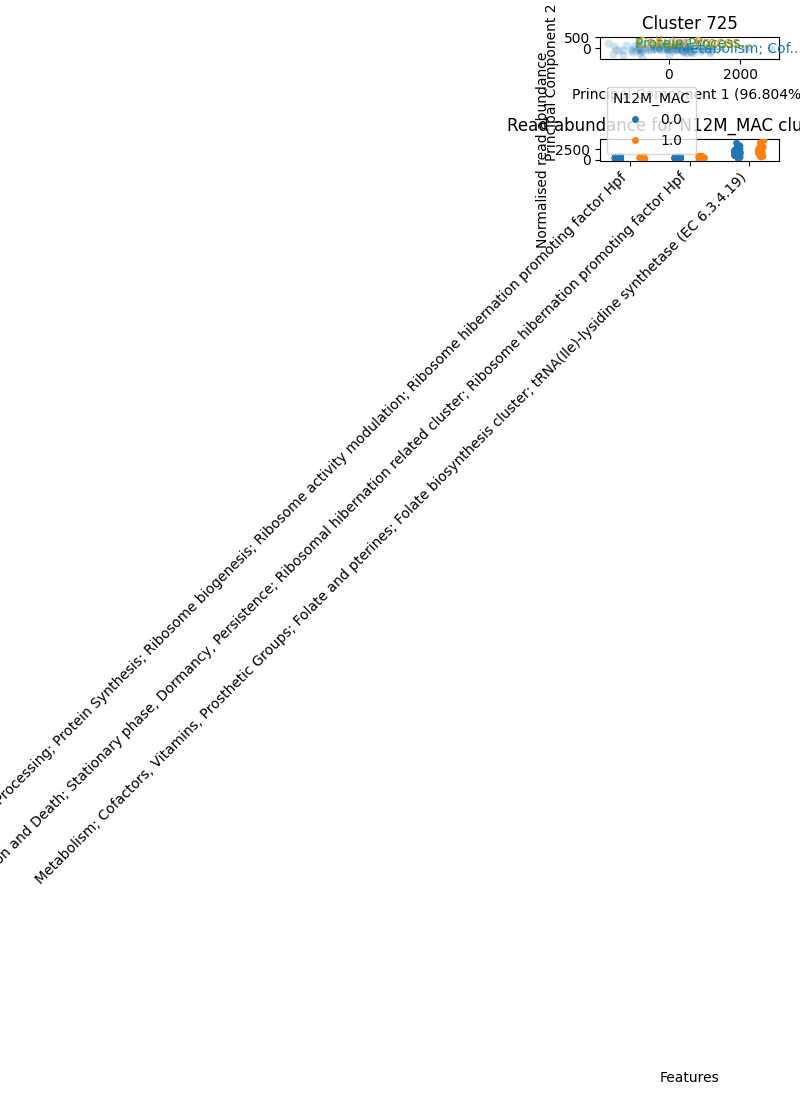 Cluster 725
500
0
Metabolism; Cof...
0
2000
Principal Component 2
Principal Component 1 (96.804%
Read abundance for N12M_MAC clu
N12M_MAC
0.0
1.0
2500
0
Normalised read abundance
Processing; Protein Synthesis; Ribosome biogenesis; Ribosome activity modulation; Ribosome hibernation promoting factor Hpf
on and Death; Stationary phase, Dormancy, Persistence; Ribosomal hibernation related cluster; Ribosome hibernation promoting factor Hpf
Metabolism; Cofactors, Vitamins, Prosthetic Groups; Folate and pterines; Folate biosynthesis cluster; tRNA(Ile)-lysidine synthetase (EC 6.3.4.19)
Features